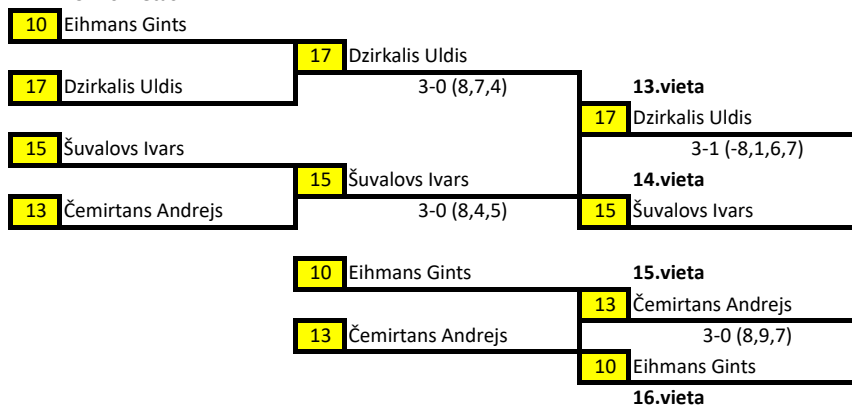 10 Eihmans Gints
17 Dzirkalis Uldis
17 Dzirkalis Uldis 3-0 (8,7,4) 13.vieta
17 Dzirkalis Uldis
15 Šuvalovs Ivars 3-1 (-8,1,6,7)
15 Šuvalovs Ivars 14.vieta
13 Čemirtans Andrejs 3-0 (8,4,5) 15 Šuvalovs Ivars
10 Eihmans Gints 15.vieta
13 Čemirtans Andrejs
13 Čemirtans Andrejs 3-0 (8,9,7)
10 Eihmans Gints
16.vieta